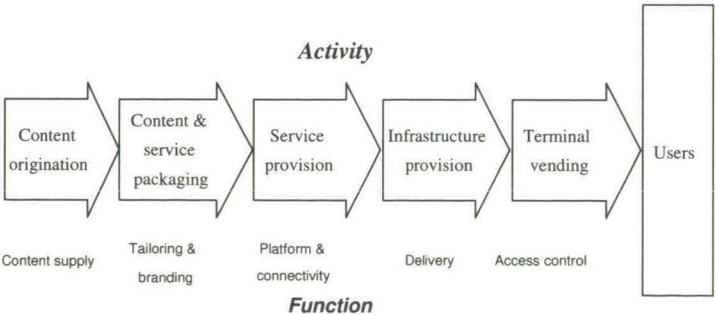 Activity
Content
origination
Content &
service
packaging
Service
provision
Infrastructure
provision
Terminal
vending
Users
Content supply
Tailoring &
branding
Platform &
connectivity
Delivery
Access control
Function